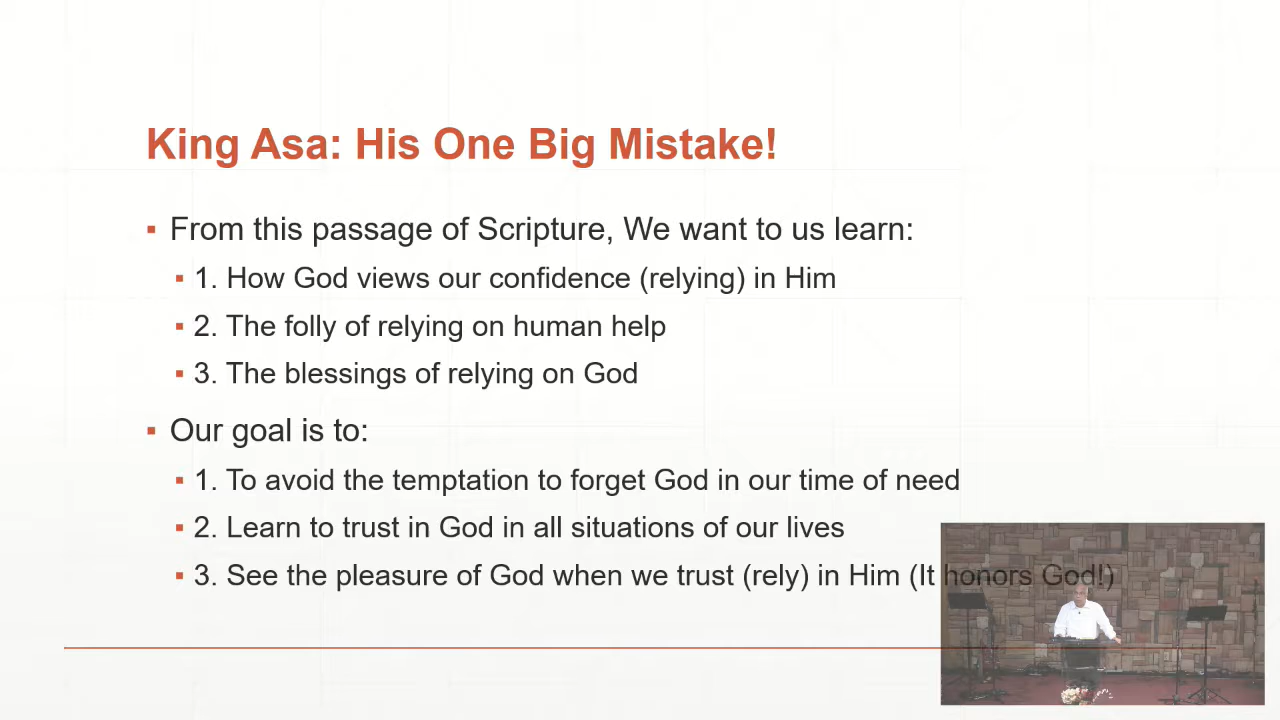 King Asa: His One Big Mistake!
▪ From this passage of Scripture, We want to us learn:
▪ 1. How God views our confidence (relying) in Him
▪ 2. The folly of relying on human help
▪ 3. The blessings of relying on God
▪ Our goal is to:
▪ 1. To avoid the temptation to forget God in our time of need
▪ 2. Learn to trust in God in all situations of our lives
▪ 3. See the pleasure of God when we trust (rely) in Him (It honors God!)